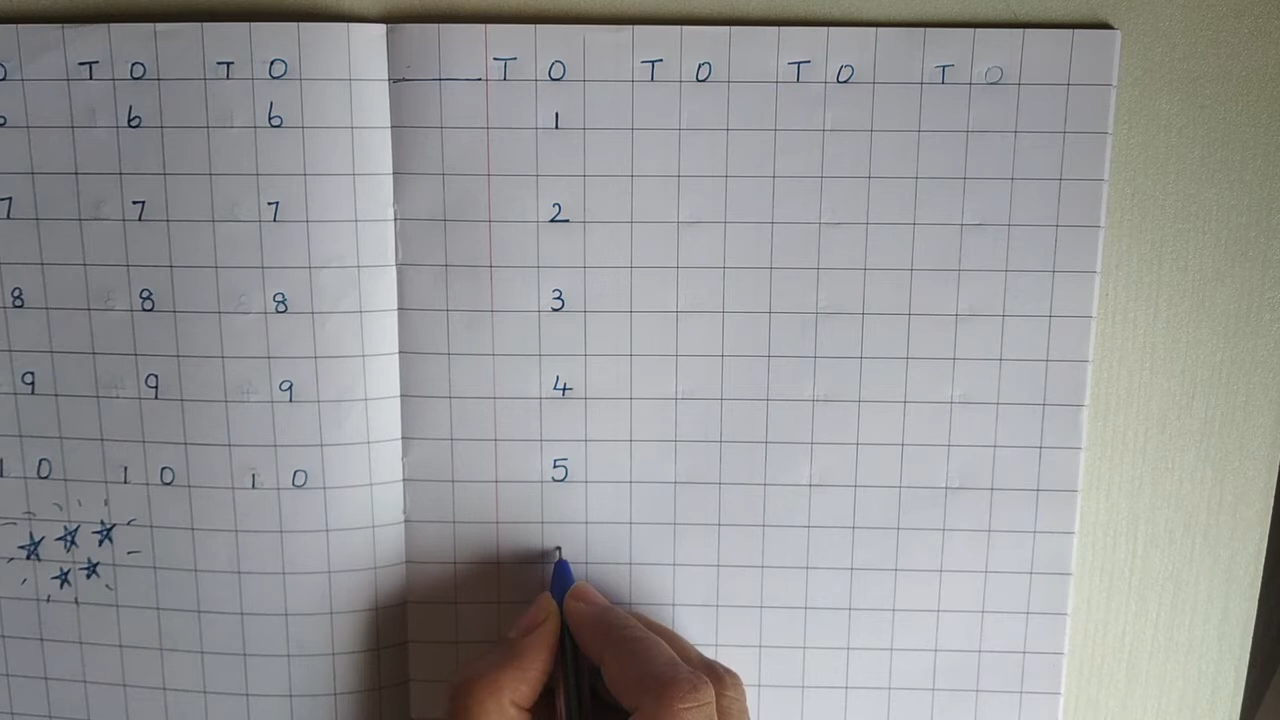 O T O T O
6 6 6
7 7 7
8 8 8
9 9 9
1 0 1 0 1 0
T O T O T O T O
1
2
3
4
5